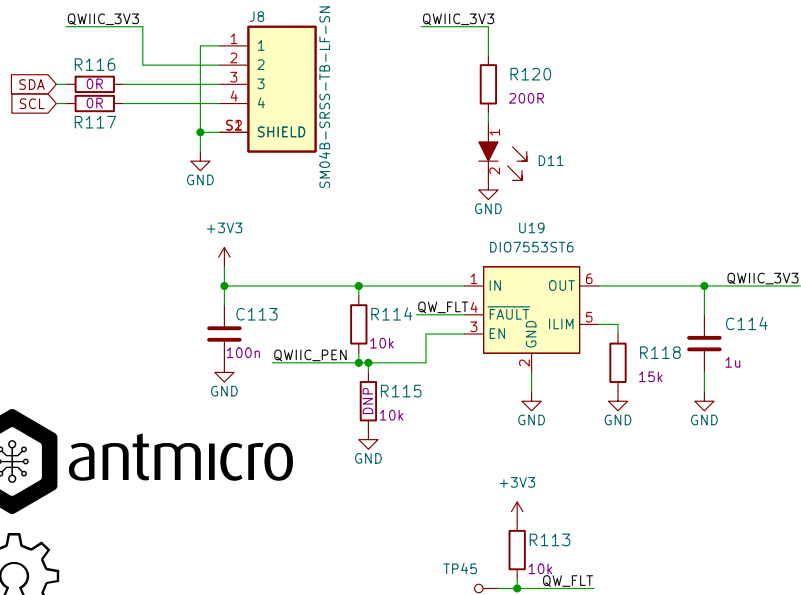 QWIIC_3V3
J8
SM04B-SRSS-TB-LF-SN
1
1
2
2
3
3
4
4
S2
SHIELD
R116
0R
SDA
SCL
0R
R117
GND
QWIIC_3V3
R120
200R
1
2
D11
GND
U19
DIO7553ST6
+3V3
1
IN
OUT
6
QWIIC_3V3
QW_FLT
4
FAULT
3
EN
GND
2
ILIM
5
C113
100n
GND
R114
10k
QWIIC_PEN
R115
DNP
10k
GND
GND
R118
15k
GND
C114
1u
GND
antmicro
+3V3
R113
10k
TP45
QW_FLT